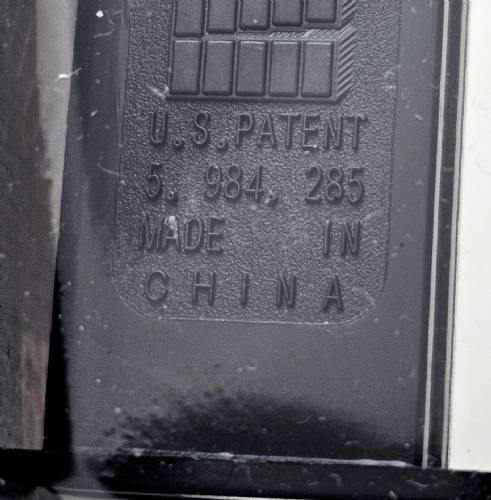 U.S.PATENT
5. 984. 285
MADE IN
CHINA